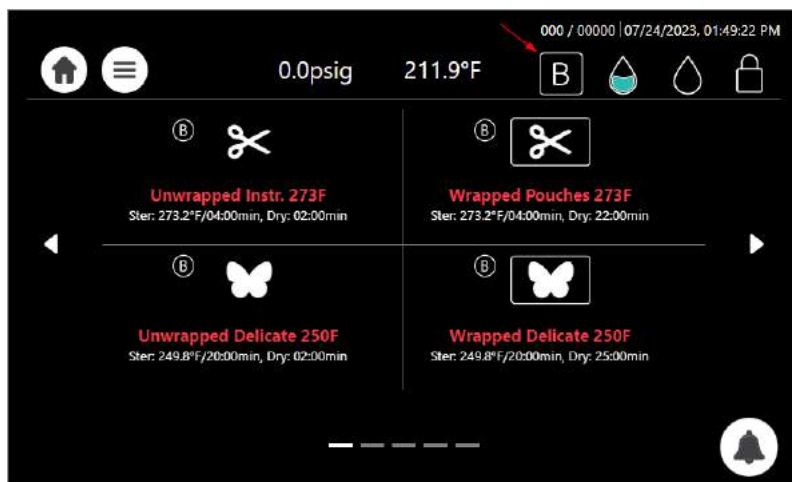 000 / 00000 | 07/24/2023, 01:49:22 PM
0.0psig 211.9°F B
B B
Unwrapped Instr. 273F Wrapped Pouches 273F
Ster: 273.2°F/04:00min, Dry: 02:00min Ster: 273.2°F/04:00min, Dry: 22:00min
B B
Unwrapped Delicate 250F Wrapped Delicate 250F
Ster: 249.8°F/20:00min, Dry: 02:00min Ster: 249.8°F/20:00min, Dry: 25:00min